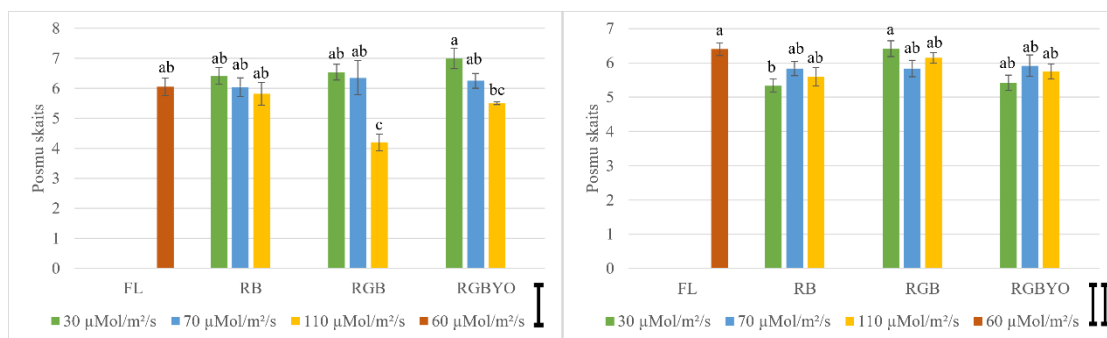 8
7
6
5
4
3
2
1
0
Posmu skaits
ab
ab ab ab
ab ab c
a ab bc
FL RB RGB RGBYO
30 µMol/m²/s 70 µMol/m²/s 110 µMol/m²/s 60 µMol/m²/s
I
7
6
5
4
3
2
1
0
Posmu skaits
a
b ab ab
a ab ab
ab ab ab
FL RB RGB RGBYO
30 µMol/m²/s 70 µMol/m²/s 110 µMol/m²/s 60 µMol/m²/s
II